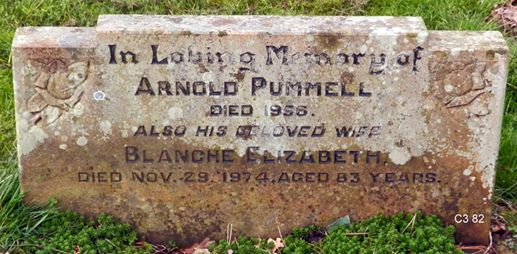 In Loving Memory of
ARNOLD PUMMELL
DIED 1956.
ALSO HIS BELOVED WIFE
BLANCHE ELIZABETH.
DIED NOV. 29. 1974. AGED 83 YEARS.
C3 82